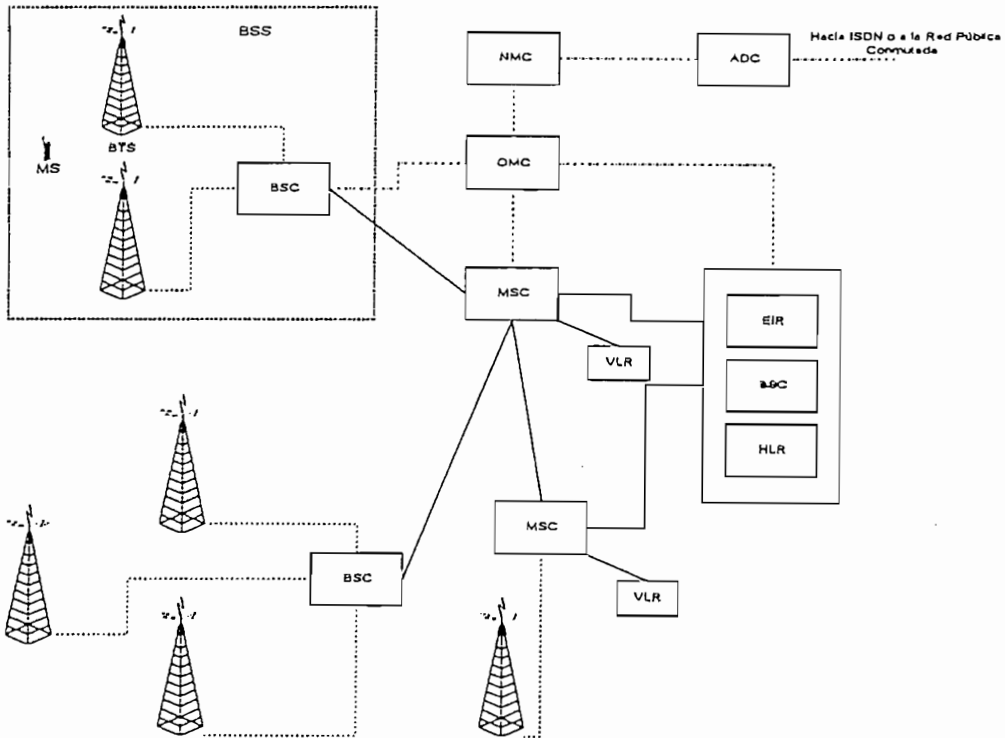 BSS
Hacia ISDN o a la Red Pública
Conmutada
NMC
ADC
BTS
MS
OMC
BSC
MSC
EIR
VLR
HLR
MSC
BSC
VLR